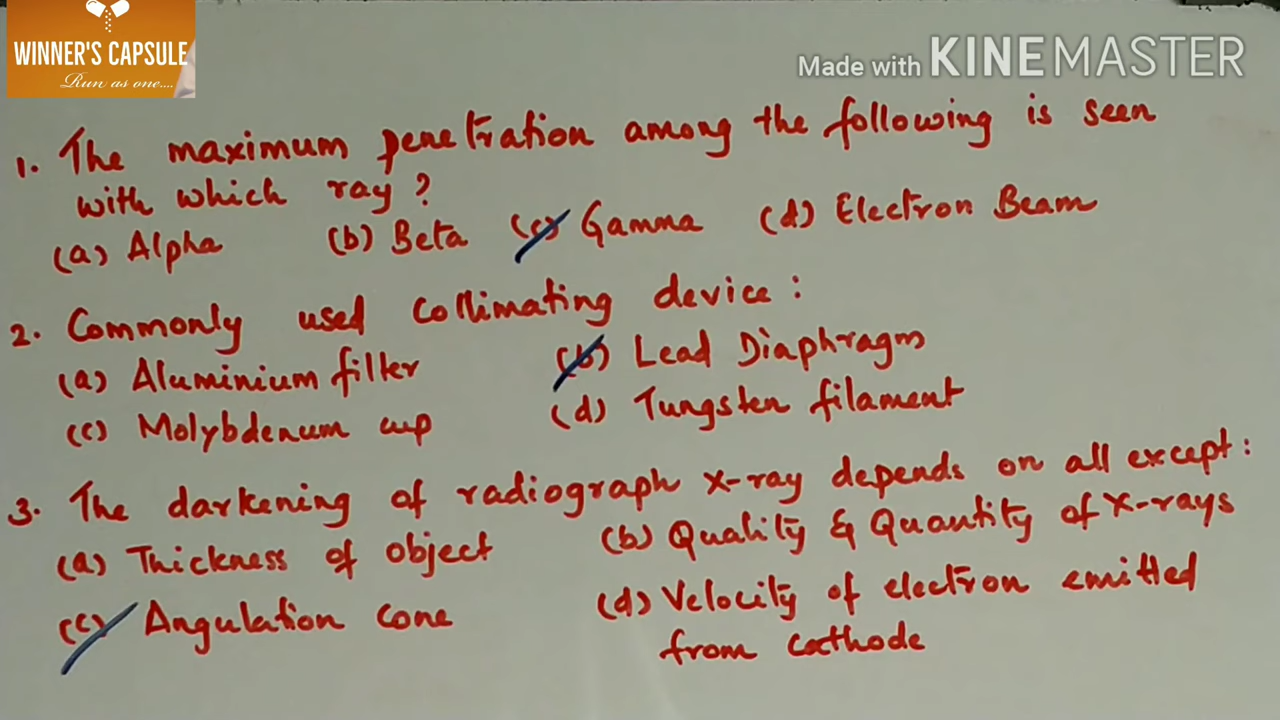 WINNER'S CAPSULE
Run as one....
Made with KINEMASTER
1. The maximum penetration among the following is seen
with which ray ?
(a) Alpha (b) Beta (c) Gamma (d) Electron Beam
2. Commonly used collimating device :
(a) Aluminium filter (b) Lead Diaphragm
(c) Molybdenum cup (d) Tungsten filament
3. The darkening of radiograph x-ray depends on all except :
(a) Thickness of object (b) Quality & Quantity of X-rays
(c) Angulation cone (d) Velocity of electron emitted
from cathode